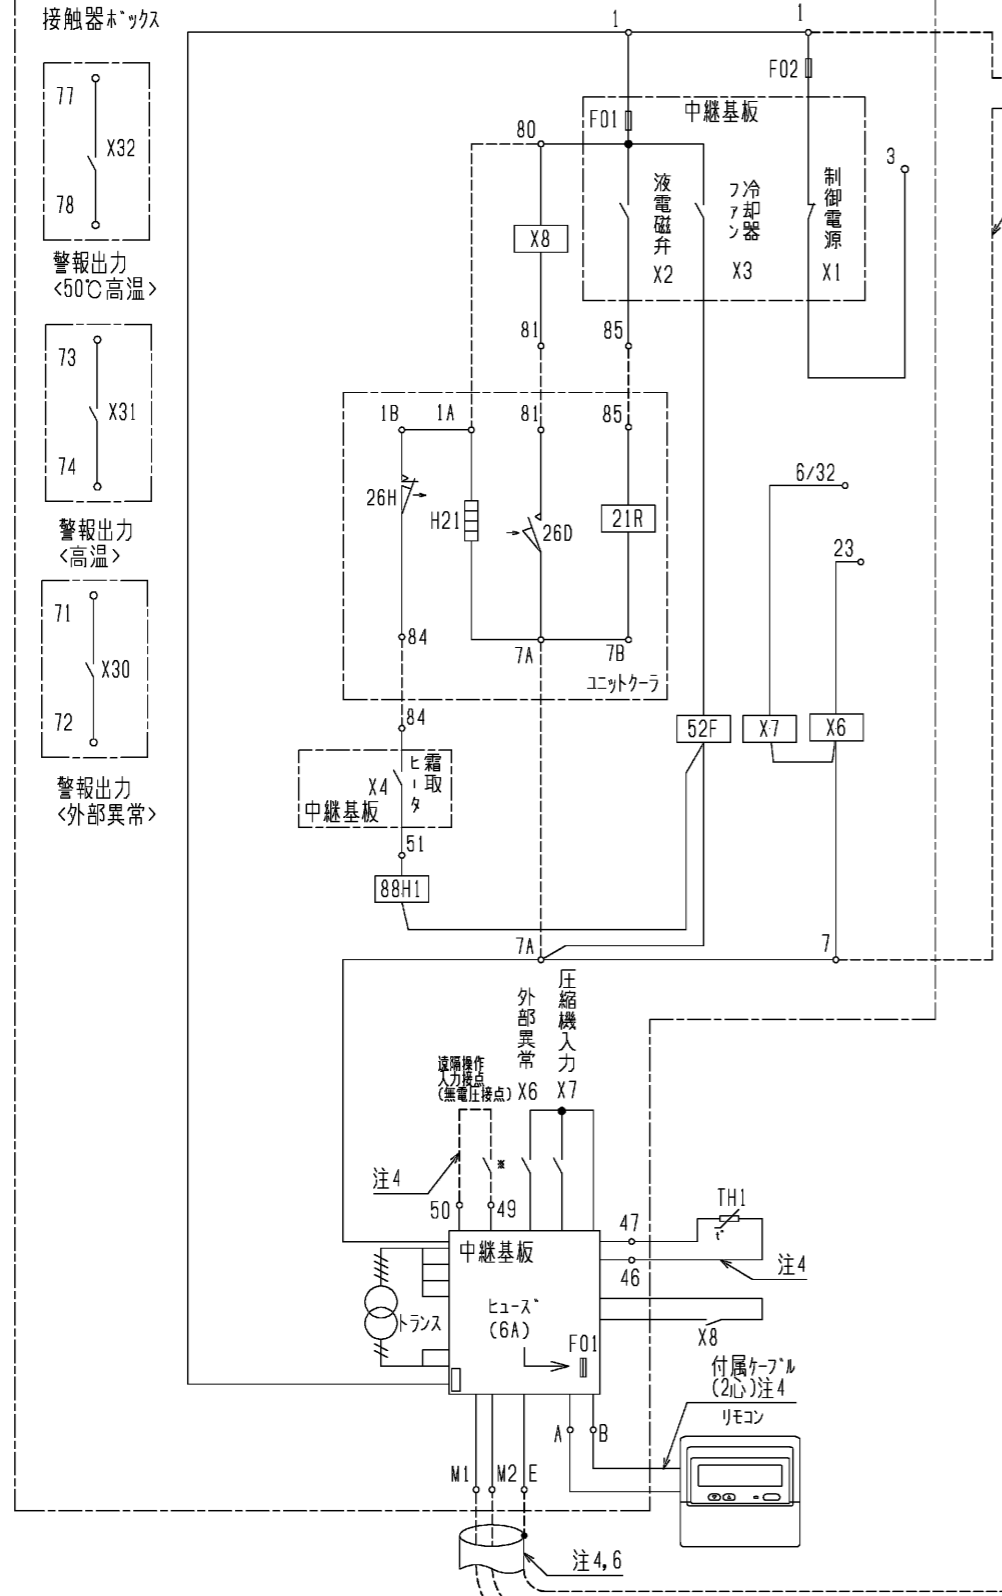 接触器ボックス
77
X32
78
警報出力
<50℃高温>
73
X31
74
警報出力
<高温>
71
X30
72
警報出力
<外部異常>
1
1
F02
F01
中継基板
80
3
液電磁弁
X2
冷却器
ファン
X3
制御電源
X1
X8
81
85
1B
1A
81
85
26H
H21
26D
21R
6/32
23
84
7A
7B
ユニットクーラ
84
52F
X7
X6
X4
霜取
ヒータ
中継基板
51
88H1
7A
7
外部異常
X6
圧縮機入力
X7
遠隔操作
入力接点
(無電圧接点)
※
注4
50
49
中継基板
47
46
TH1
t°
注4
トランス
ヒューズ
(6A)
F01
X8
付属ケーブル
(2心)注4
リモコン
A
B
M1
M2
E
注4,6